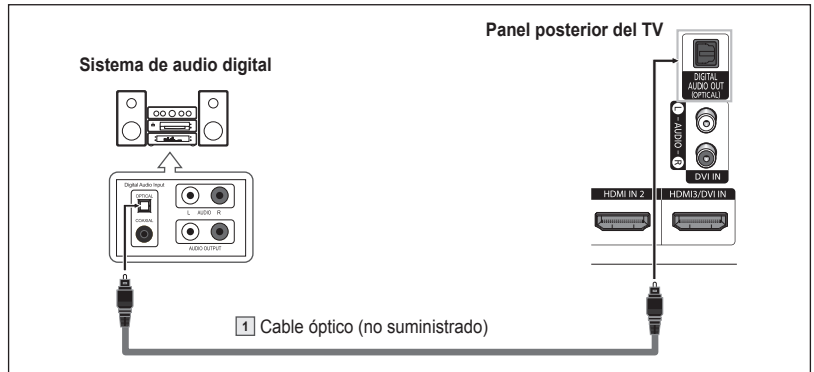 Panel posterior del TV
Sistema de audio digital
DIGITAL
AUDIO OUT
(OPTICAL)
L - AUDIO - R
DVI IN
HDMI IN 2
HDMI3/DVI IN
Digital Audio Input
OPTICAL
COAXIAL
L AUDIO R
AUDIO OUTPUT
1 Cable óptico (no suministrado)